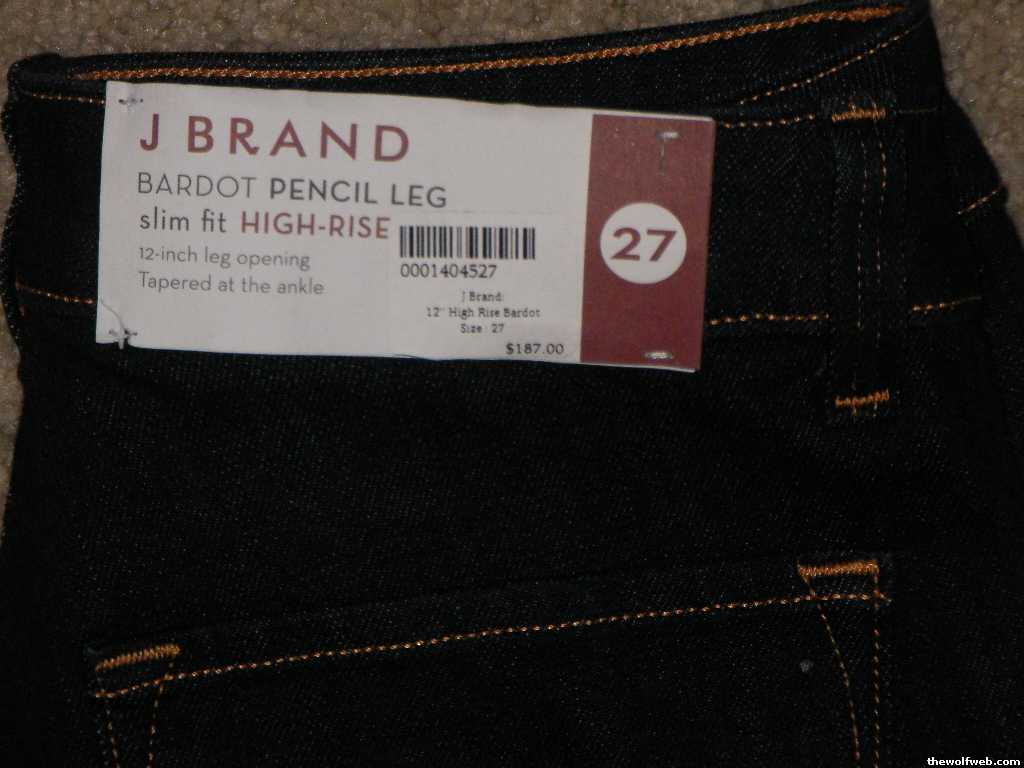 J BRAND
BARDOT PENCIL LEG
slim fit HIGH-RISE
12-inch leg opening
Tapered at the ankle
0001404527
J Brand
12" High Rise Bardot
Size: 27
$187.00
27
thewolfweb.com